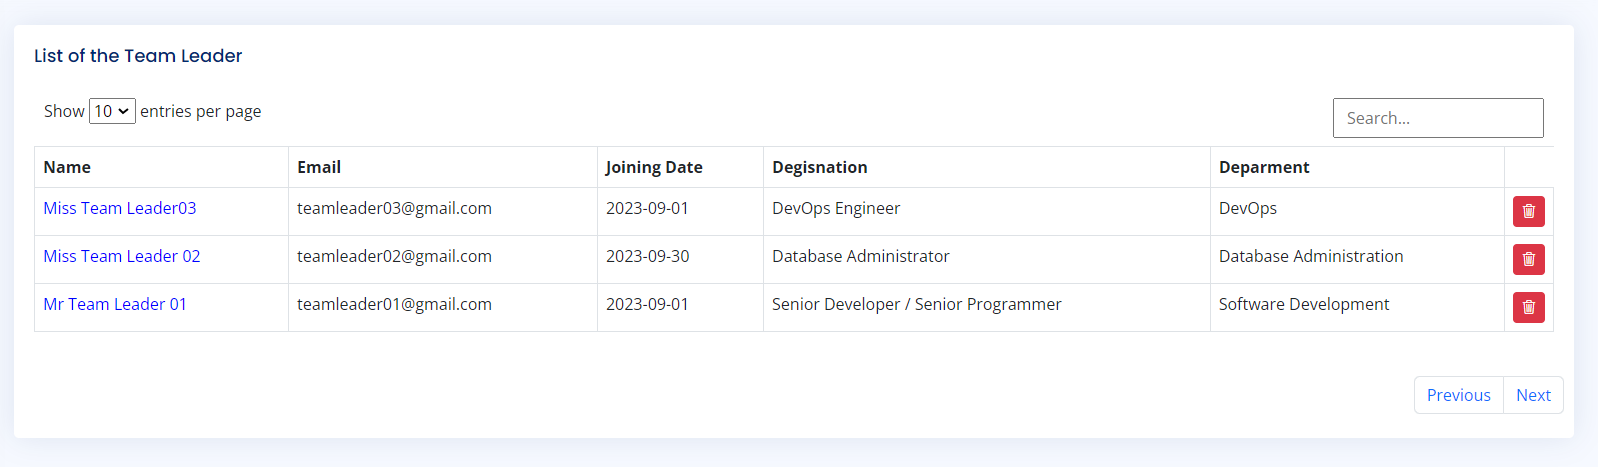 List of the Team Leader
Show 10 entries per page
Search...
Name Email Joining Date Degisnation Deparment
Miss Team Leader03 teamleader03@gmail.com 2023-09-01 DevOps Engineer DevOps
Miss Team Leader 02 teamleader02@gmail.com 2023-09-30 Database Administrator Database Administration
Mr Team Leader 01 teamleader01@gmail.com 2023-09-01 Senior Developer / Senior Programmer Software Development
Previous Next